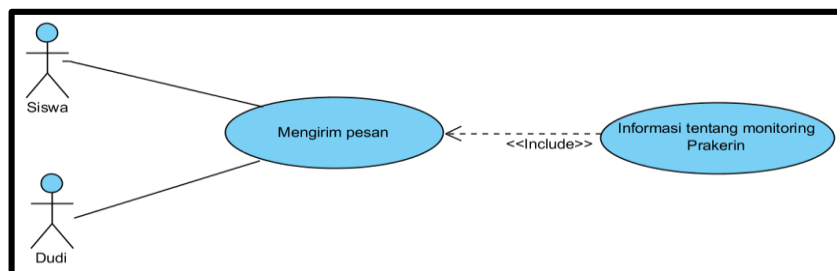 Siswa
Mengirim pesan
<<Include>>
Informasi tentang monitoring
Prakerin
Dudi